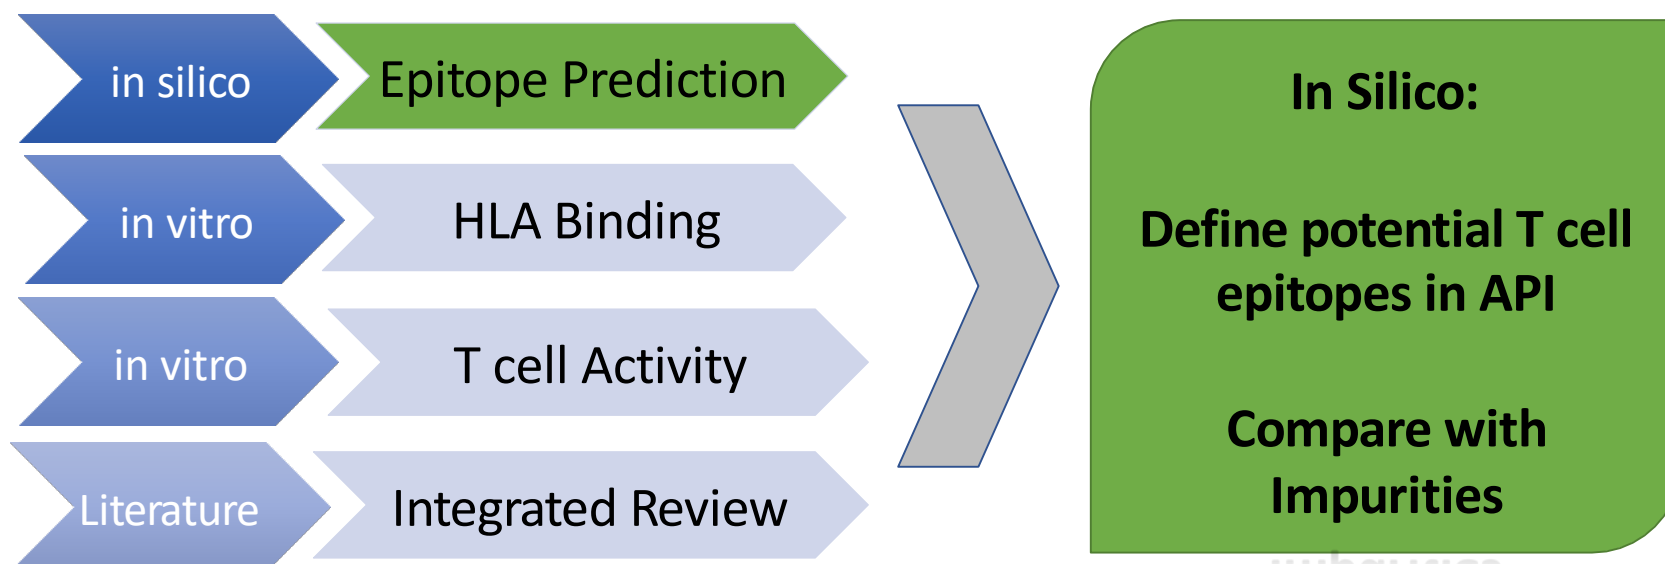 in silico
Epitope Prediction
in vitro
HLA Binding
in vitro
T cell Activity
Literature
Integrated Review
In Silico:
Define potential T cell
epitopes in API
Compare with
Impurities